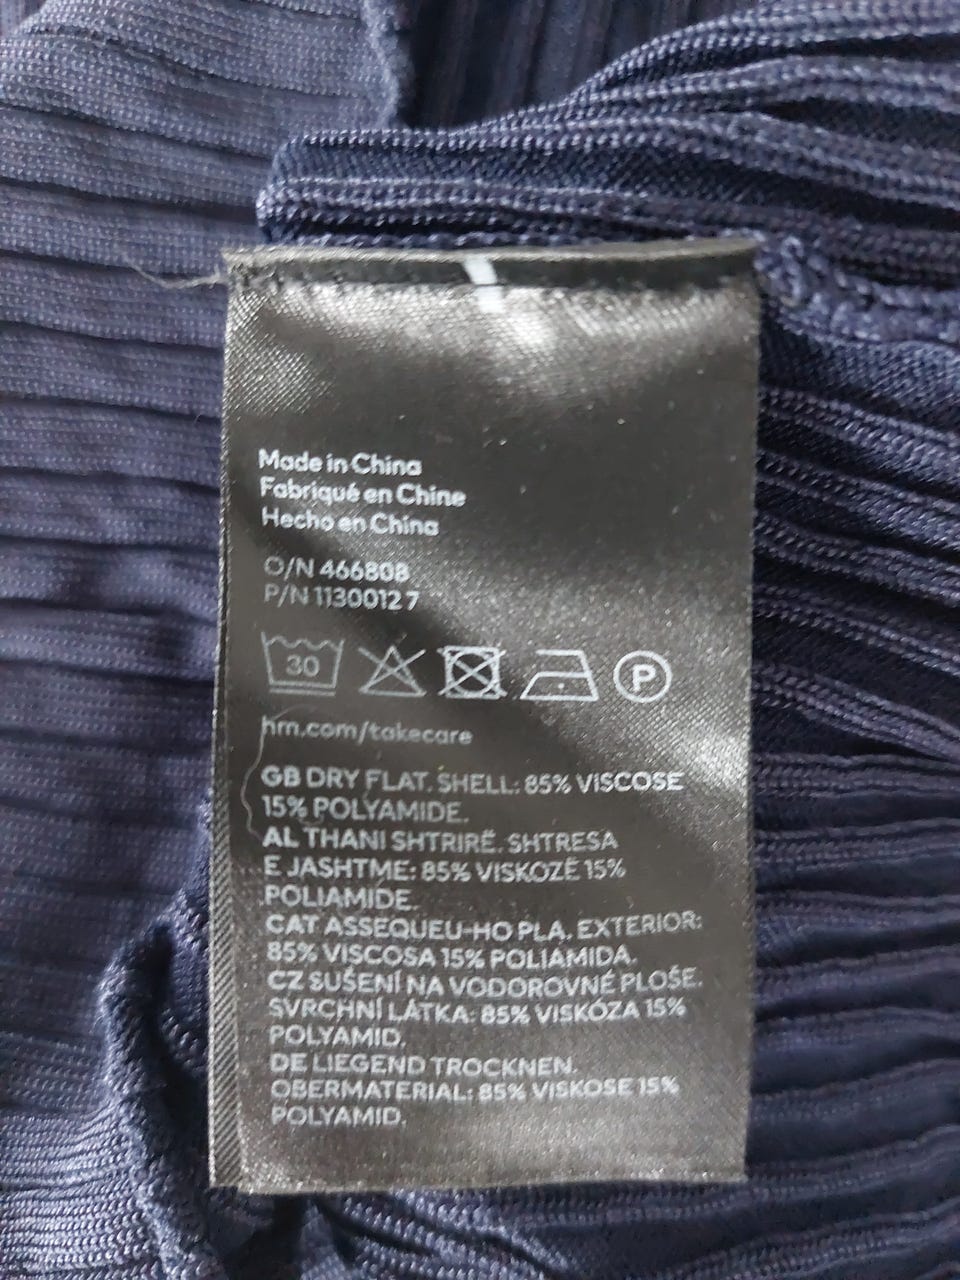 Made in China
Fabriqué en Chine
Hecho en China
O/N 466808
P/N 1130012 7
30
P
hm.com/takecare
GB DRY FLAT. SHELL: 85% VISCOSE
15% POLYAMIDE.
AL THANI SHTRIRË. SHTRESA
E JASHTME: 85% VISKOZË 15%
POLIAMIDE.
CAT ASSEQUEU-HO PLA. EXTERIOR:
85% VISCOSA 15% POLIAMIDA.
CZ SUŠENÍ NA VODOROVNÉ PLOŠE.
SVRCHNÍ LÁTKA: 85% VISKÓZA 15%
POLYAMID.
DE LIEGEND TROCKNEN.
OBERMATERIAL: 85% VISKOSE 15%
POLYAMID.